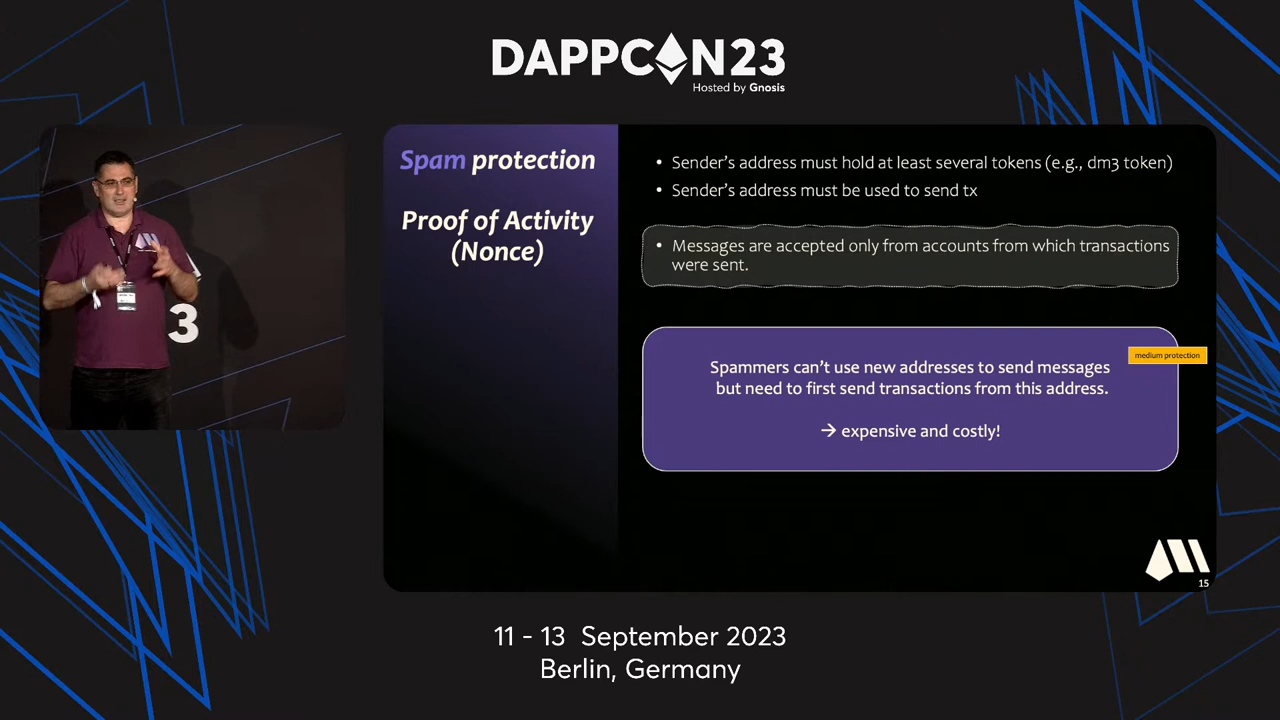 DAPPCON23
Hosted by Gnosis
3
Spam protection
Proof of Activity
(Nonce)
• Sender's address must hold at least several tokens (e.g., dm3 token)
• Sender's address must be used to send tx
• Messages are accepted only from accounts from which transactions
were sent.
medium protection
Spammers can't use new addresses to send messages
but need to first send transactions from this address.
→ expensive and costly!
15
11 - 13 September 2023
Berlin, Germany